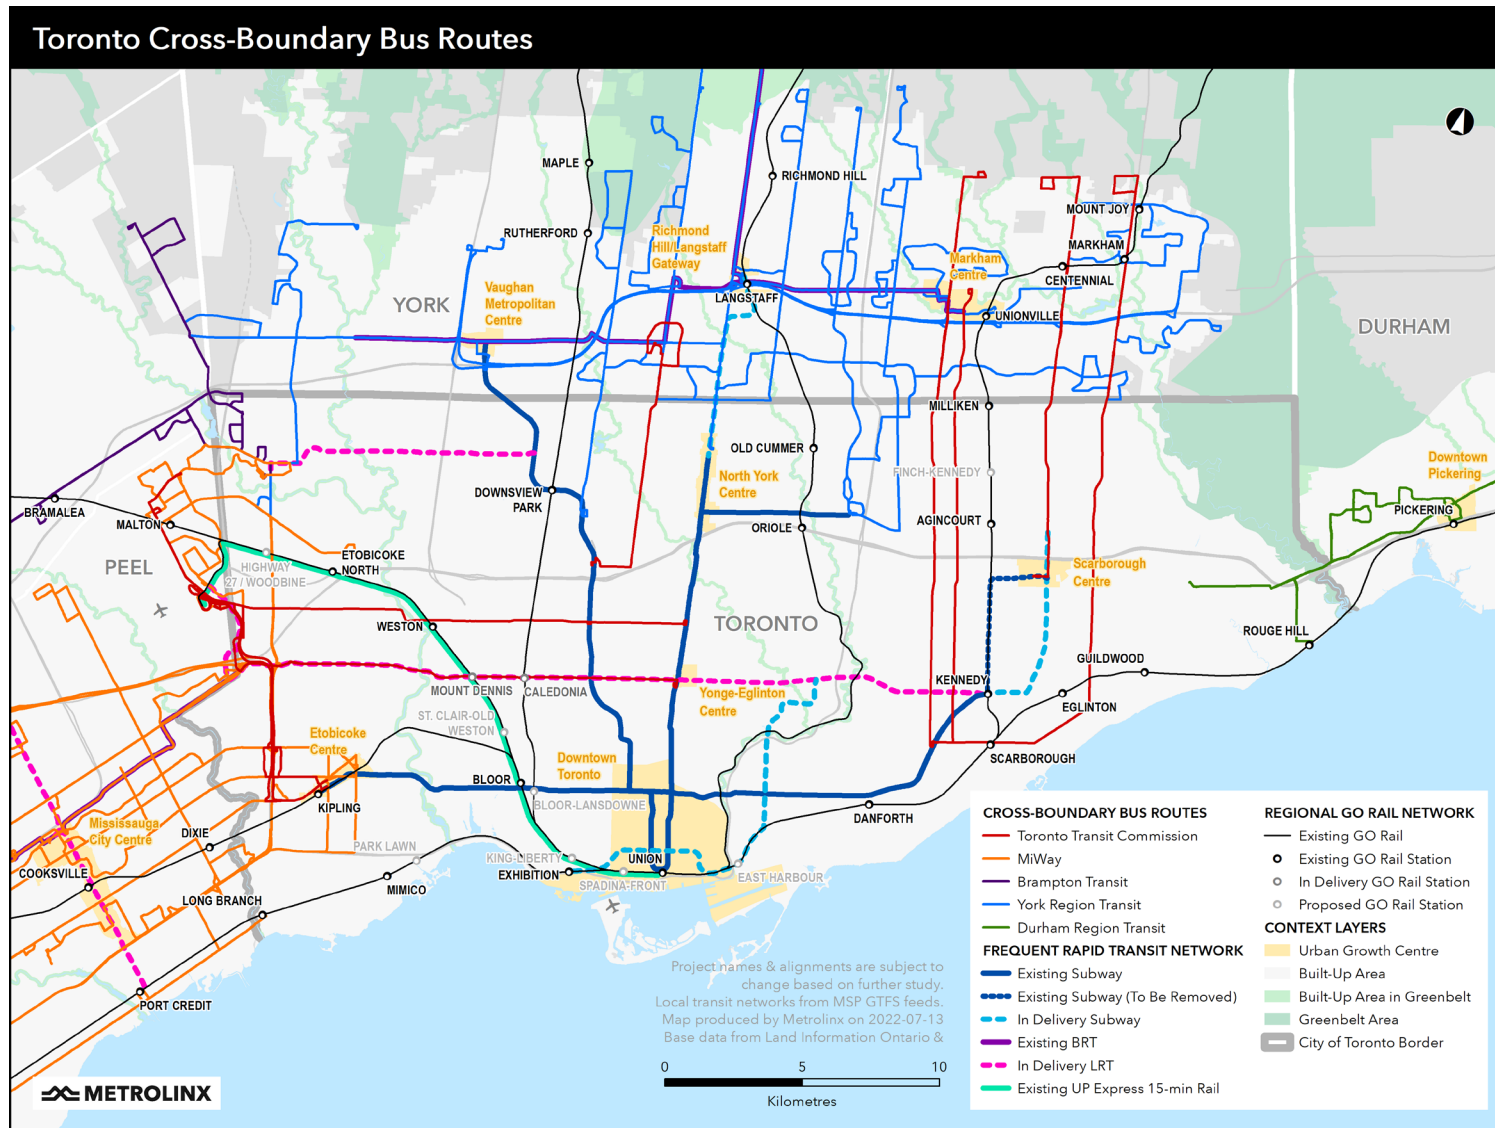 Toronto Cross-Boundary Bus Routes
MAPLE
RICHMOND HILL
MOUNT JOY
RUTHERFORD
Richmond
Hill/Langstaff
Gateway
MARKHAM
Markham
Centre
CENTENNIAL
YORK
Vaughan
Metropolitan
Centre
LANGSTAFF
UNIONVILLE
DURHAM
MILLIKEN
OLD CUMMER
FINCH-KENNEDY
Downtown
Pickering
North York
Centre
DOWNSVIEW
PARK
BRAMALEA
MALTON
ORIOLE
AGINCOURT
PICKERING
PEEL
ETOBICOKE
NORTH
HIGHWAY
27 / WOODBINE
Scarborough
Centre
WESTON
TORONTO
ROUGE HILL
GUILDWOOD
MOUNT DENNIS
CALEDONIA
KENNEDY
Yonge-Eglinton
Centre
EGLINTON
ST. CLAIR-OLD
WESTON
Etobicoke
Centre
Downtown
Toronto
SCARBOROUGH
BLOOR
KIPLING
BLOOR-LANSDOWNE
DANFORTH
Mississauga
City Centre
DIXIE
PARK LAWN
KING-LIBERTY
UNION
COOKSVILLE
EXHIBITION
SPADINA-FRONT
EAST HARBOUR
MIMICO
LONG BRANCH
PORT CREDIT
Project names & alignments are subject to
change based on further study.
Local transit networks from MSP GTFS feeds.
Map produced by Metrolinx on 2022-07-13
Base data from Land Information Ontario &
0 5 10
Kilometres
METROLINX
CROSS-BOUNDARY BUS ROUTES
Toronto Transit Commission
MiWay
Brampton Transit
York Region Transit
Durham Region Transit
FREQUENT RAPID TRANSIT NETWORK
Existing Subway
Existing Subway (To Be Removed)
In Delivery Subway
Existing BRT
In Delivery LRT
Existing UP Express 15-min Rail
REGIONAL GO RAIL NETWORK
Existing GO Rail
Existing GO Rail Station
In Delivery GO Rail Station
Proposed GO Rail Station
CONTEXT LAYERS
Urban Growth Centre
Built-Up Area
Built-Up Area in Greenbelt
Greenbelt Area
City of Toronto Border